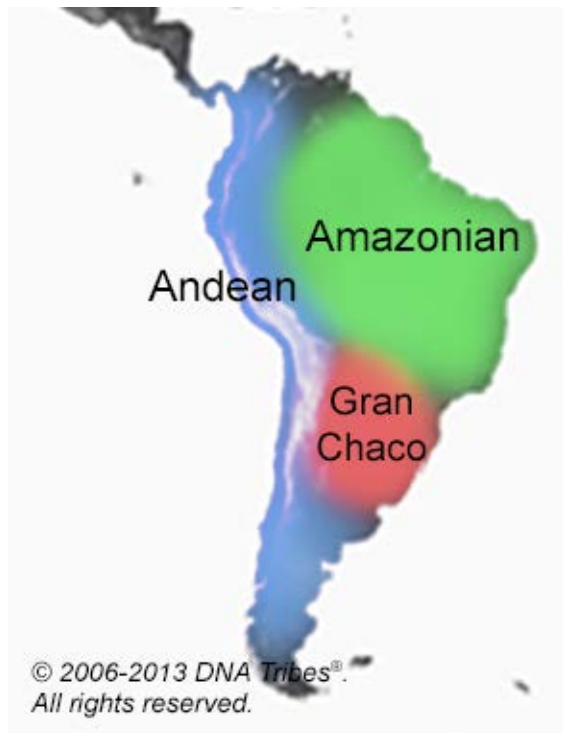 Amazonian
Andean
Gran
Chaco
© 2006-2013 DNA Tribes®.
All rights reserved.